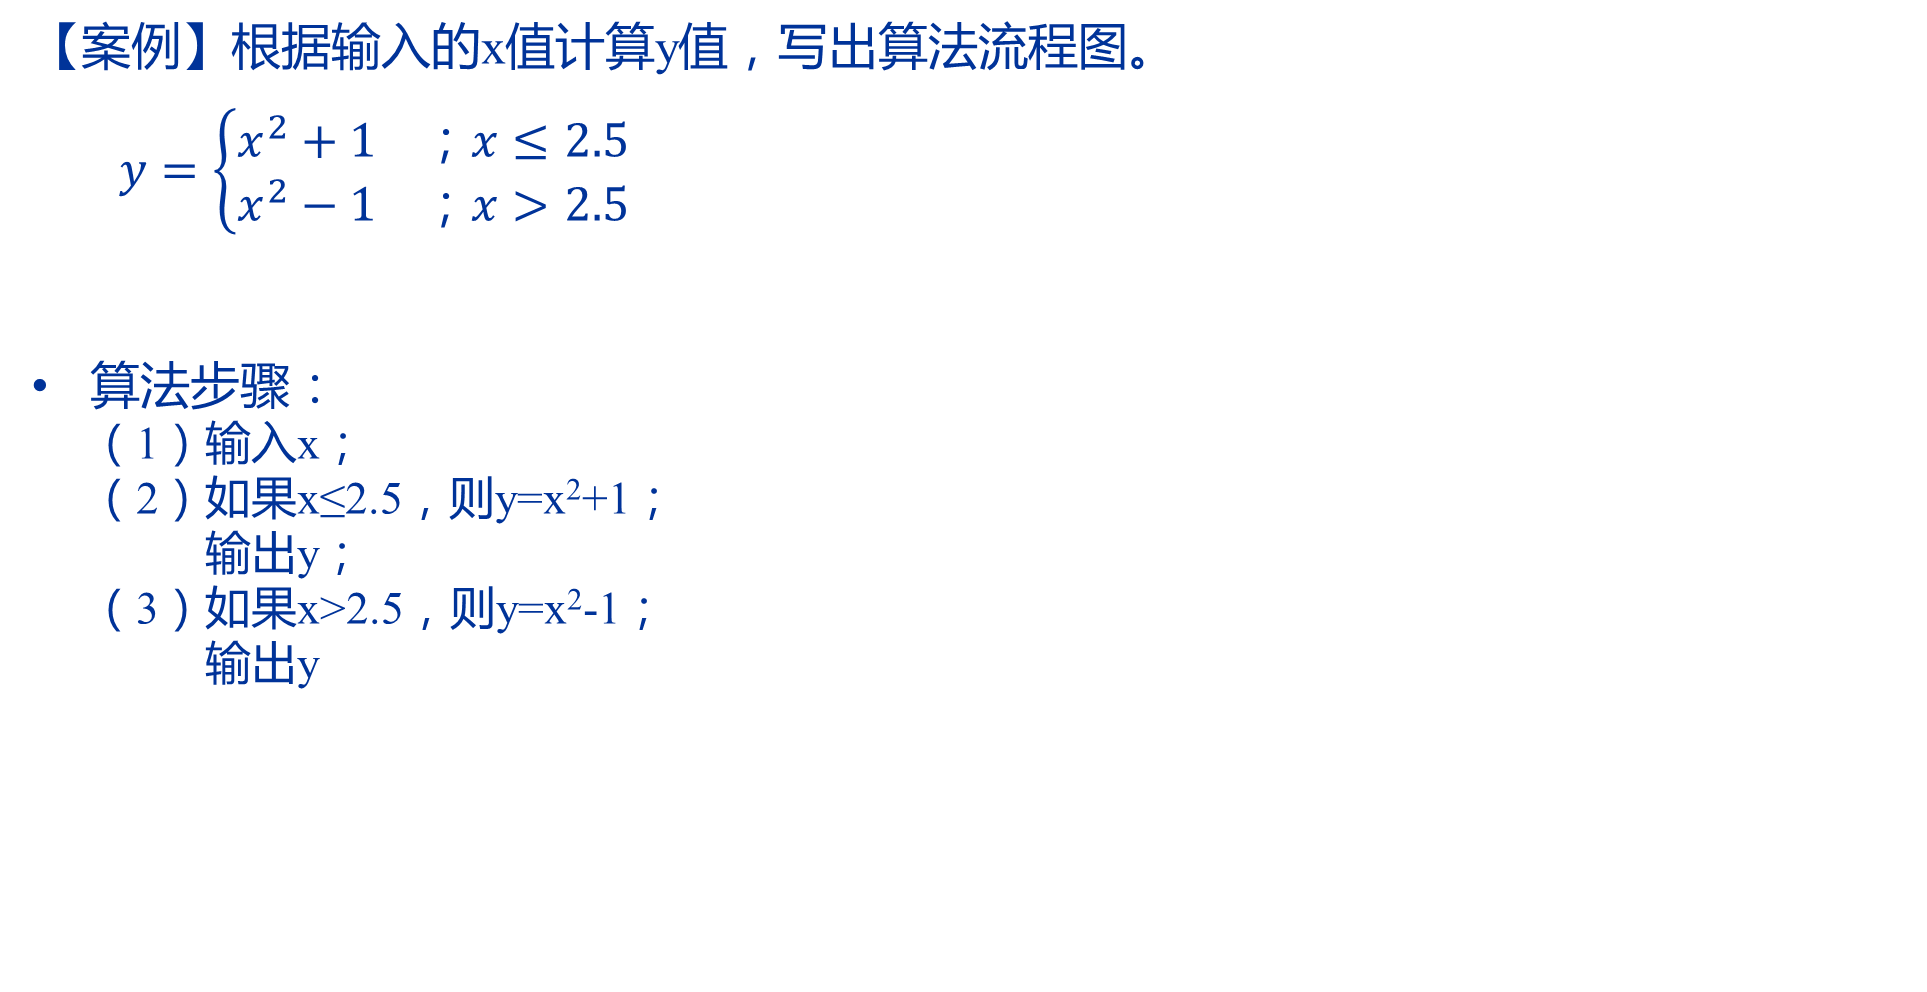 【案例】根据输入的x值计算y值，写出算法流程图。
y = { x² + 1 ；x ≤ 2.5
x² − 1 ；x > 2.5
• 算法步骤：
（1）输入x；
（2）如果x≤2.5，则y=x²+1；
输出y；
（3）如果x>2.5，则y=x²-1；
输出y